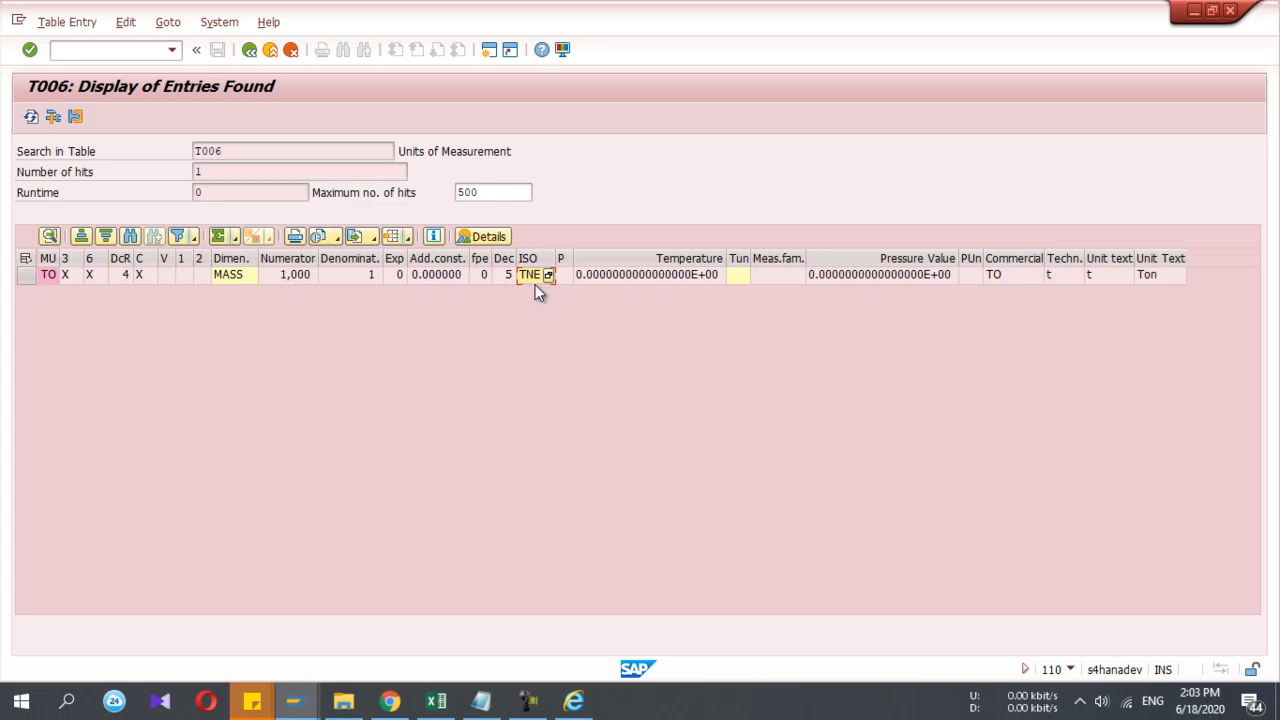 Table Entry Edit Goto System Help
T006: Display of Entries Found
Search in Table T006 Units of Measurement
Number of hits 1
Runtime 0 Maximum no. of hits 500
Details
MU 3 6 DcR C V 1 2 Dimen. Numerator Denominat. Exp Add.const. fpe Dec ISO P Temperature Tun Meas.fam. Pressure Value PUn Commercial Techn. Unit text Unit Text
TO X X 4 X MASS 1,000 1 0 0.000000 0 5 TNE 0.0000000000000000E+00 0.0000000000000000E+00 TO t t Ton
SAP 110 s4hanadev INS
24 U: 0.00 kbit/s ENG 2:03 PM
D: 0.00 kbit/s 6/18/2020 44